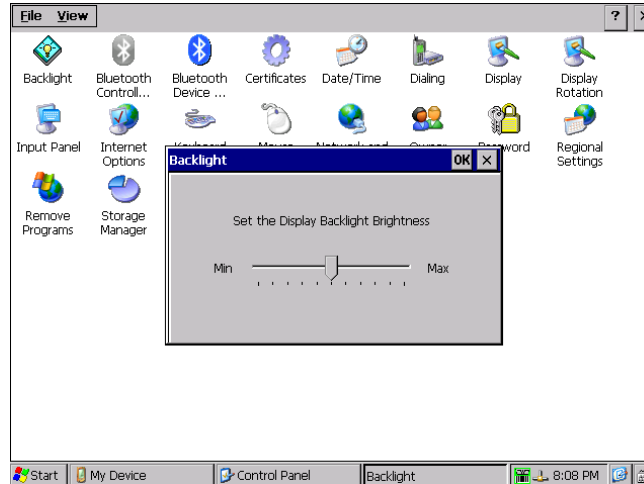 File View ? ×
Backlight
Bluetooth Controll...
Bluetooth Device ...
Certificates
Date/Time
Dialing
Display
Display Rotation
Input Panel
Internet Options
Regional Settings
Remove Programs
Storage Manager
Backlight OK ×
Set the Display Backlight Brightness
Min Max
Start My Device Control Panel Backlight 8:08 PM